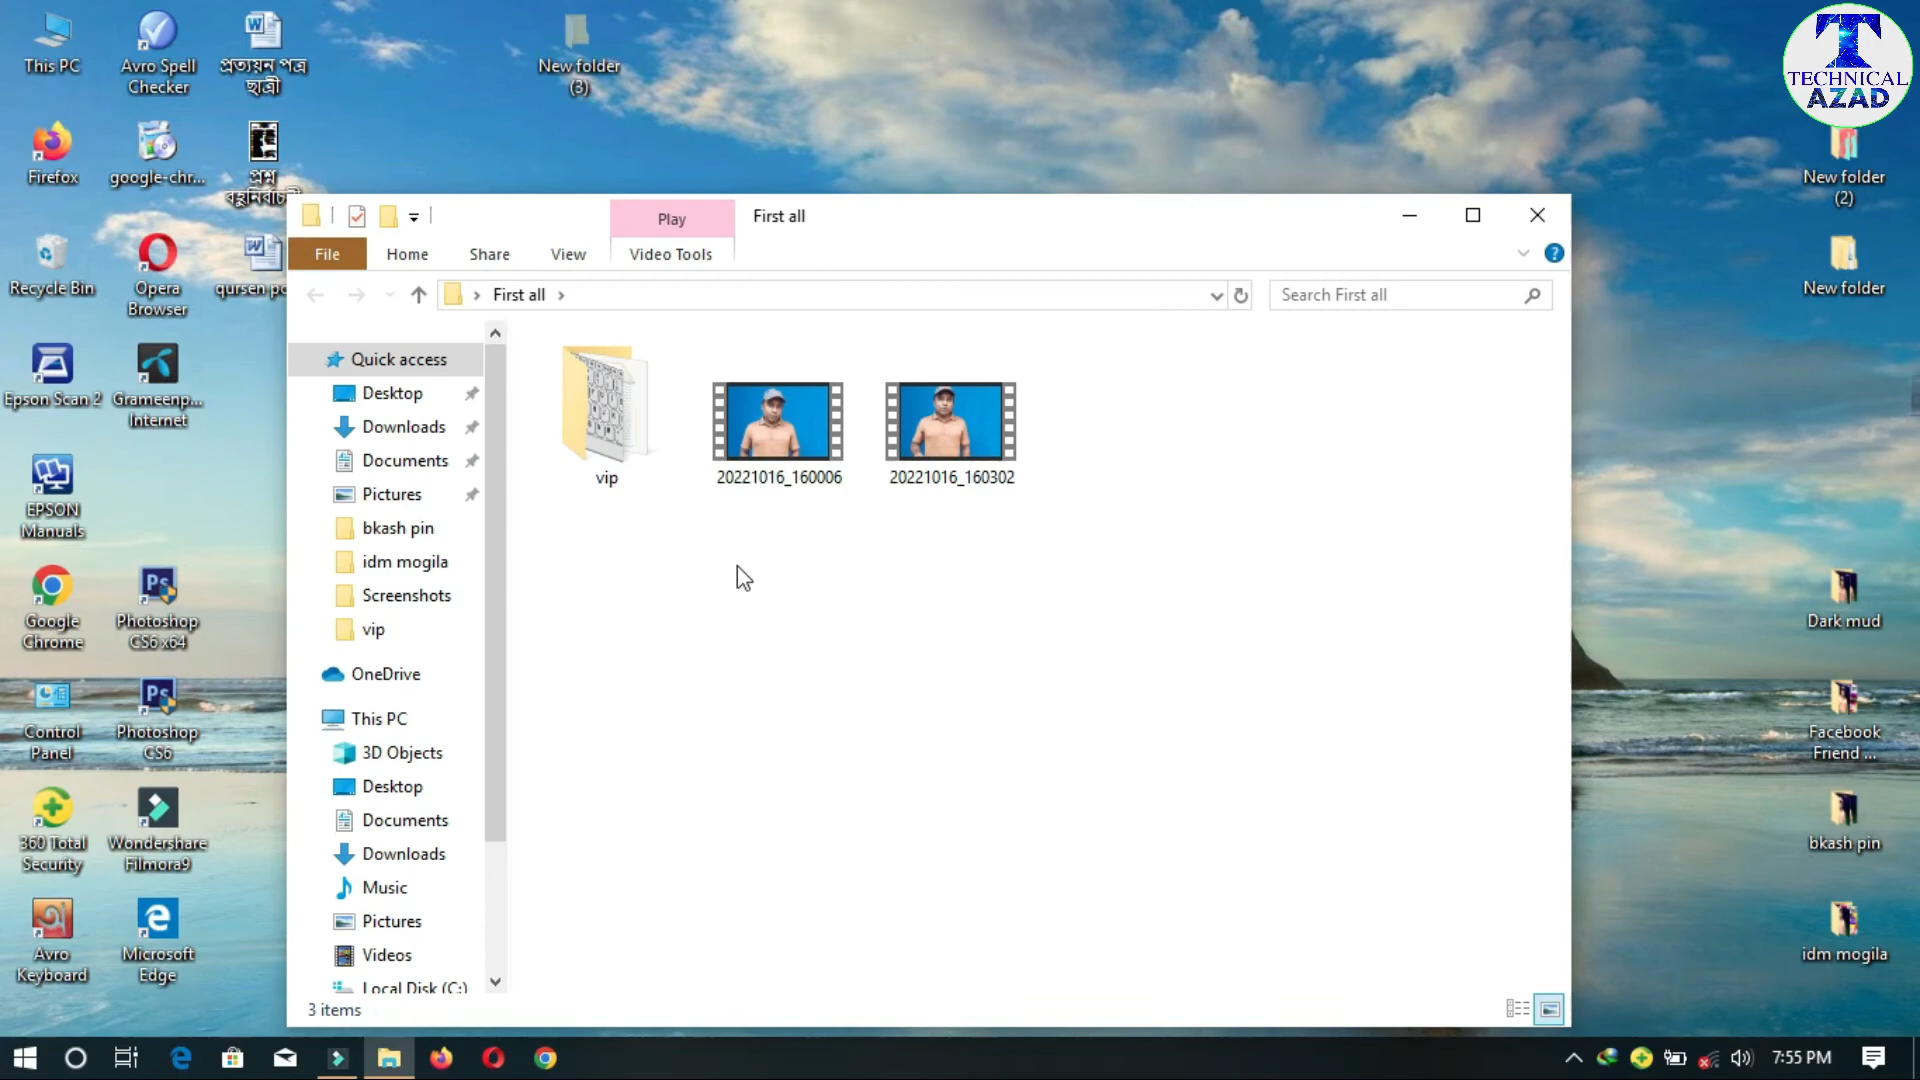 This PC
Avro Spell
Checker
প্রত্যয়ন পত্র
ছাত্রী
New folder
(3)
TECHNICAL
AZAD
Firefox
google-chr...
প্রশ্ন
New folder
(2)
Play
First all
File
Home
Share
View
Video Tools
Recycle Bin
Opera
Browser
New folder
First all
Search First all
Quick access
Desktop
Downloads
Documents
Pictures
bkash pin
idm mogila
Screenshots
vip
OneDrive
This PC
3D Objects
Desktop
Documents
Downloads
Music
Pictures
Videos
Local Disk (C:)
vip
20221016_160006
20221016_160302
3 items
Epson Scan 2
Grameenp...
Internet
EPSON
Manuals
Google
Chrome
Photoshop
CS6 x64
Control
Panel
Photoshop
CS6
360 Total
Security
Wondershare
Filmora9
Avro
Keyboard
Microsoft
Edge
Dark mud
Facebook
Friend ...
bkash pin
idm mogila
7:55 PM